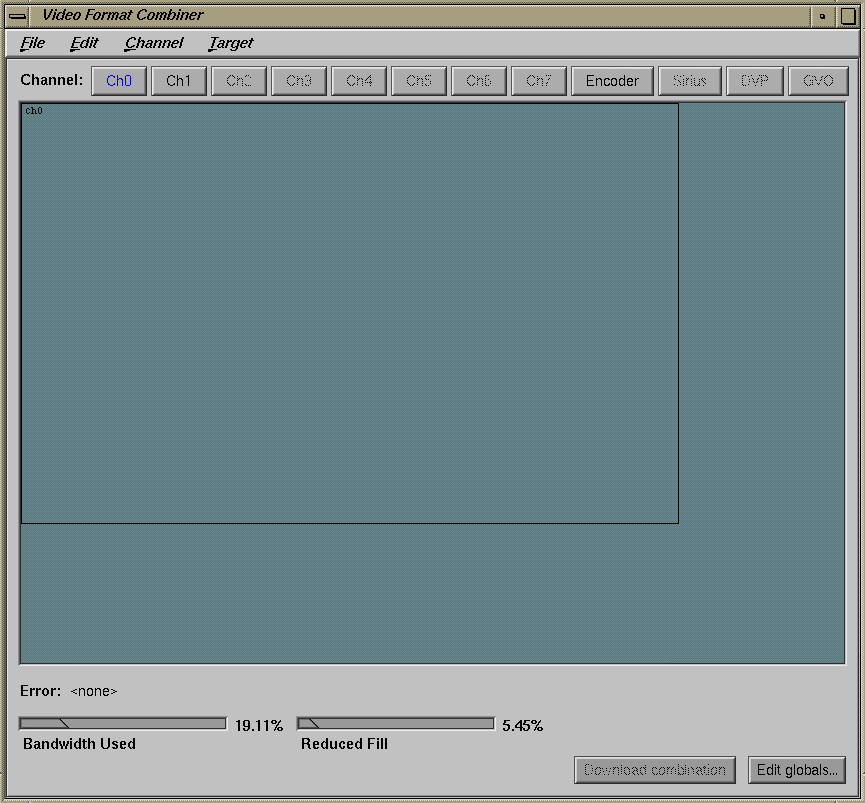 Video Format Combiner
File Edit Channel Target
Channel: Ch0 Ch1 Ch2 Ch3 Ch4 Ch5 Ch6 Ch7 Encoder Sirius DVP GVO
ch0
Error: <none>
19.11% 5.45%
Bandwidth Used Reduced Fill
Download combination Edit globals...